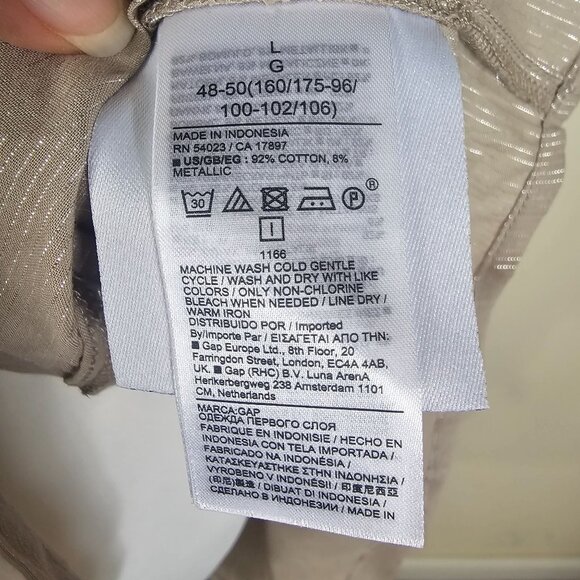 L
G
48-50(160/175-96/
100-102/106)
MADE IN INDONESIA
RN 54023 / CA 17897
■ US/GB/EG : 92% COTTON, 8%
METALLIC
30 P ®
I
1166
MACHINE WASH COLD GENTLE
CYCLE / WASH AND DRY WITH LIKE
COLORS / ONLY NON-CHLORINE
BLEACH WHEN NEEDED / LINE DRY /
WARM IRON
DISTRIBUIDO POR / Imported
By/Importe par / ΕΙΣΑΓΕΤΑΙ ΑΠΟ ΤΗΝ:
■ Gap Europe Ltd., 8th Floor, 20
Farringdon Street, London, EC4A 4AB,
UK. ■ Gap (RHC) B.V. Luna ArenA
Herikerbergweg 238 Amsterdam 1101
CM, Netherlands
MARCA:GAP
ОДЕЖДА ПЕРВОГО СЛОЯ
FABRIQUE EN INDONISIE / HECHO EN
INDONESIA CON TELA IMPORTADA /
FABRICADO NA INDONÉSIA /
ΚΑΤΑΣΚΕΥΑΣΤΗΚΕ ΣΤΗΝ ΙΝΔΟΝΗΣΙΑ /
VYROBENO V INDONÉSII / 印度尼西亞
(印尼)製造 / DIBUAT DI INDONESIA /
СДЕЛАНО В ИНДОНЕЗИИ / MADE IN